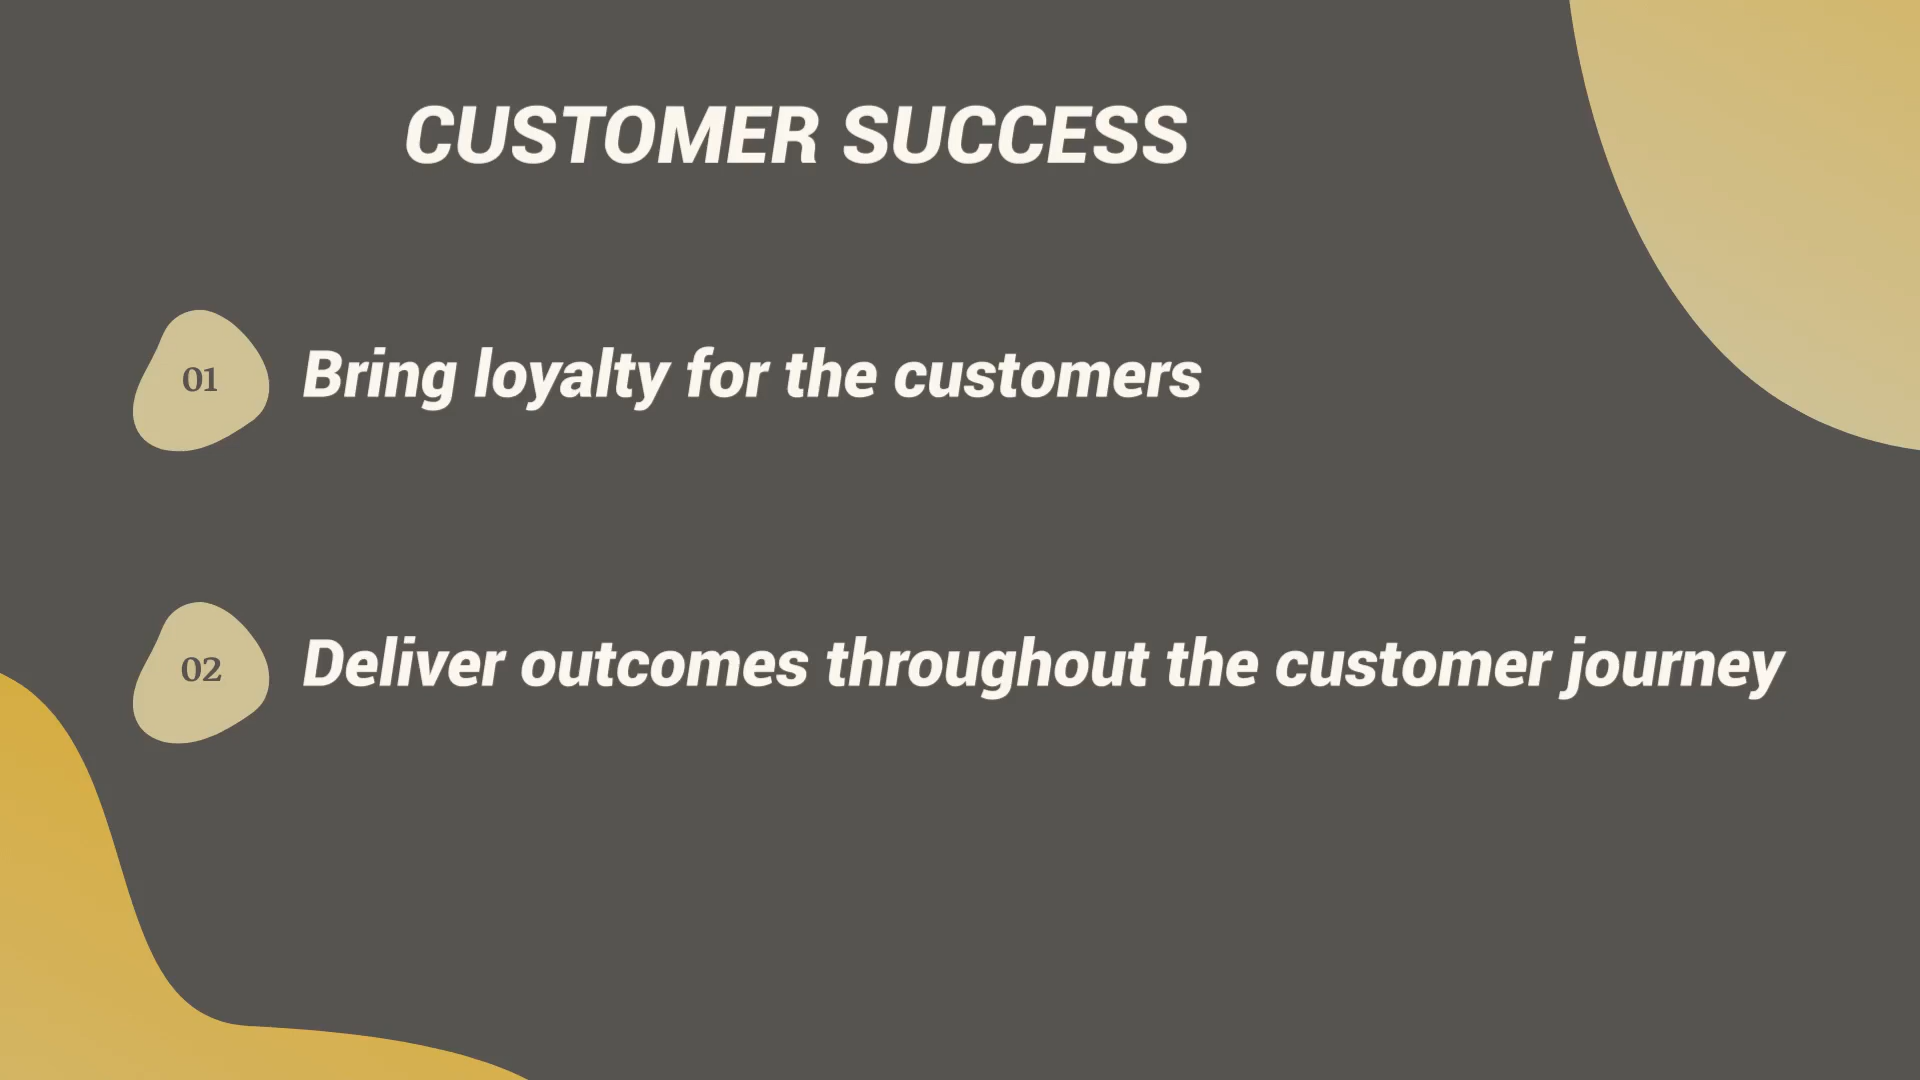 CUSTOMER SUCCESS
01 Bring loyalty for the customers
02 Deliver outcomes throughout the customer journey